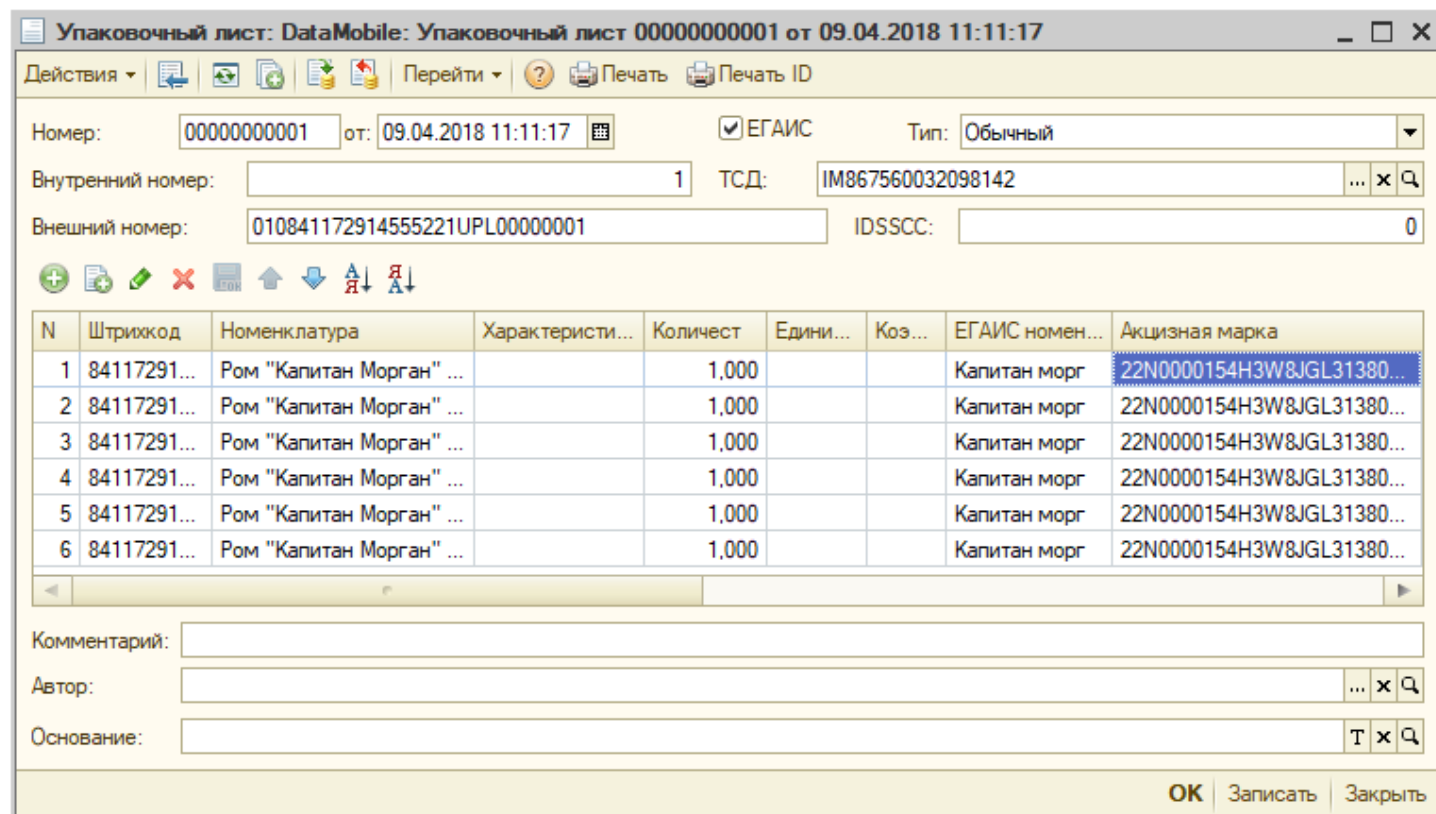 Упаковочный лист: DataMobile: Упаковочный лист 00000000001 от 09.04.2018 11:11:17
Действия Перейти Печать Печать ID
Номер: 00000000001 от: 09.04.2018 11:11:17 ЕГАИС Тип: Обычный
Внутренний номер: 1 ТСД: IM867560032098142 ... x
Внешний номер: 010841172914555221UPL00000001 IDSSCC: 0
N Штрихкод Номенклатура Характеристи... Количест Едини... Коэ... ЕГАИС номен... Акцизная марка
1 84117291... Ром "Капитан Морган" ... 1,000 Капитан морг 22N0000154H3W8JGL31380...
2 84117291... Ром "Капитан Морган" ... 1,000 Капитан морг 22N0000154H3W8JGL31380...
3 84117291... Ром "Капитан Морган" ... 1,000 Капитан морг 22N0000154H3W8JGL31380...
4 84117291... Ром "Капитан Морган" ... 1,000 Капитан морг 22N0000154H3W8JGL31380...
5 84117291... Ром "Капитан Морган" ... 1,000 Капитан морг 22N0000154H3W8JGL31380...
6 84117291... Ром "Капитан Морган" ... 1,000 Капитан морг 22N0000154H3W8JGL31380...
Комментарий:
Автор: ... x
Основание: T x
OK Записать Закрыть